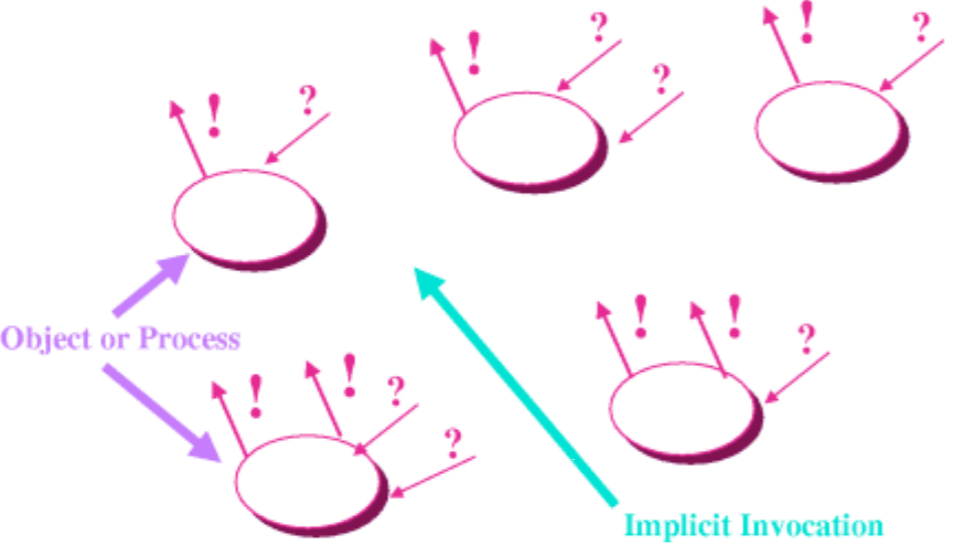 ! ?
! ?
?
! ?
Object or Process
! ! ?
! ! ?
?
Implicit Invocation